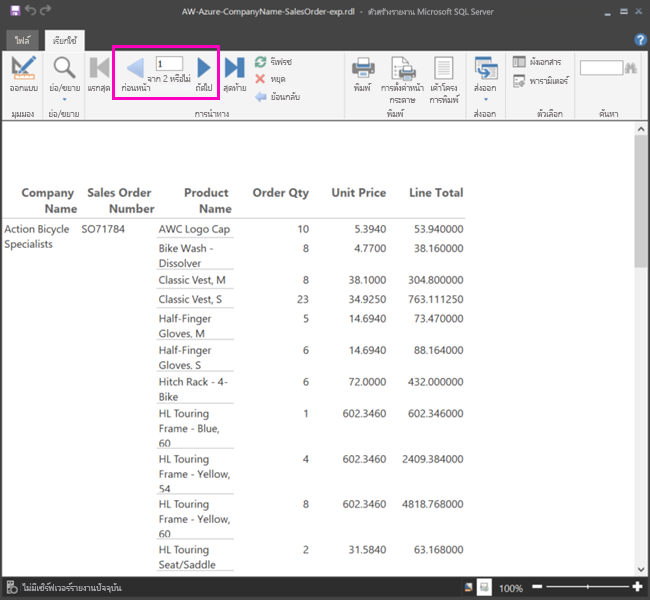 AW-Azure-CompanyName-SalesOrder-exp.rdl - ตัวสร้างรายงาน Microsoft SQL Server
ไฟล์ เรียกใช้
ออกแบบ ย่อ/ขยาย แรกสุด ก่อนหน้า 1 จาก 2 หรือไม่ ถัดไป สุดท้าย รีเฟรช หยุด ย้อนกลับ พิมพ์ การตั้งค่าหน้ากระดาษ เค้าโครงการพิมพ์ ส่งออก ผังเอกสาร พารามิเตอร์
มุมมอง ย่อ/ขยาย การนำทาง พิมพ์ ส่งออก ตัวเลือก ค้นหา
Company Name Sales Order Number Product Name Order Qty Unit Price Line Total
Action Bicycle Specialists SO71784 AWC Logo Cap 10 5.3940 53.940000
Bike Wash - Dissolver 8 4.7700 38.160000
Classic Vest, M 8 38.1000 304.800000
Classic Vest, S 23 34.9250 763.111250
Half-Finger Gloves, M 5 14.6940 73.470000
Half-Finger Gloves, S 6 14.6940 88.164000
Hitch Rack - 4-Bike 6 72.0000 432.000000
HL Touring Frame - Blue, 60 1 602.3460 602.346000
HL Touring Frame - Yellow, 54 4 602.3460 2409.384000
HL Touring Frame - Yellow, 60 8 602.3460 4818.768000
HL Touring Seat/Saddle 2 31.5840 63.168000
ไม่มีเซิร์ฟเวอร์รายงานปัจจุบัน 100%